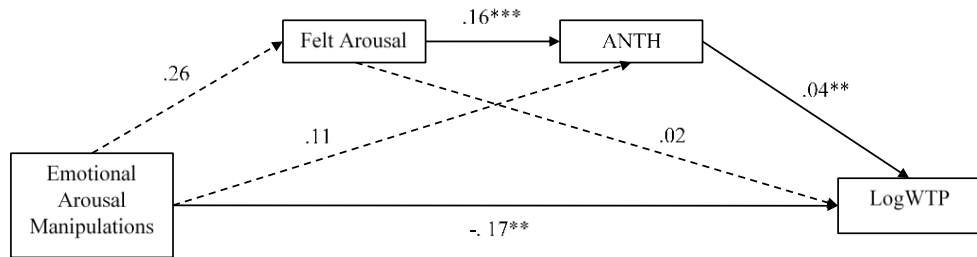 .16***
Felt Arousal
ANTH
.26
.04**
.11
.02
Emotional
Arousal
Manipulations
LogWTP
-. 17**